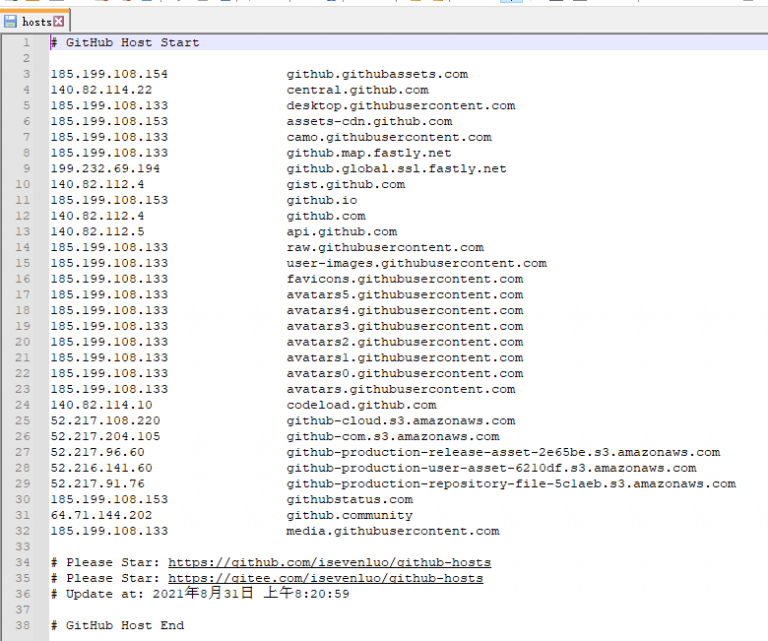 hosts
1 # GitHub Host Start
2
3 185.199.108.154 github.githubassets.com
4 140.82.114.22 central.github.com
5 185.199.108.133 desktop.githubusercontent.com
6 185.199.108.153 assets-cdn.github.com
7 185.199.108.133 camo.githubusercontent.com
8 185.199.108.133 github.map.fastly.net
9 199.232.69.194 github.global.ssl.fastly.net
10 140.82.112.4 gist.github.com
11 185.199.108.153 github.io
12 140.82.112.4 github.com
13 140.82.112.5 api.github.com
14 185.199.108.133 raw.githubusercontent.com
15 185.199.108.133 user-images.githubusercontent.com
16 185.199.108.133 favicons.githubusercontent.com
17 185.199.108.133 avatars5.githubusercontent.com
18 185.199.108.133 avatars4.githubusercontent.com
19 185.199.108.133 avatars3.githubusercontent.com
20 185.199.108.133 avatars2.githubusercontent.com
21 185.199.108.133 avatars1.githubusercontent.com
22 185.199.108.133 avatars0.githubusercontent.com
23 185.199.108.133 avatars.githubusercontent.com
24 140.82.114.10 codeload.github.com
25 52.217.108.220 github-cloud.s3.amazonaws.com
26 52.217.204.105 github-com.s3.amazonaws.com
27 52.217.96.60 github-production-release-asset-2e65be.s3.amazonaws.com
28 52.216.141.60 github-production-user-asset-6210df.s3.amazonaws.com
29 52.217.91.76 github-production-repository-file-5c1aeb.s3.amazonaws.com
30 185.199.108.153 githubstatus.com
31 64.71.144.202 github.community
32 185.199.108.133 media.githubusercontent.com
33
34 # Please Star: https://github.com/isevenluo/github-hosts
35 # Please Star: https://gitee.com/isevenluo/github-hosts
36 # Update at: 2021年8月31日 上午8:20:59
37
38 # GitHub Host End